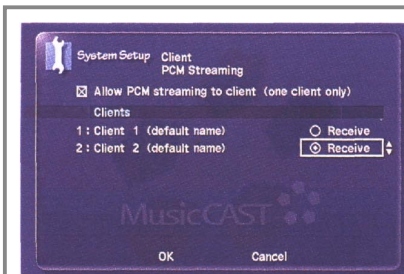 System Setup Client
PCM Streaming
Allow PCM streaming to client (one client only)
Clients
1 : Client 1 (default name) Receive
2 : Client 2 (default name) Receive
MusicCAST
OK Cancel